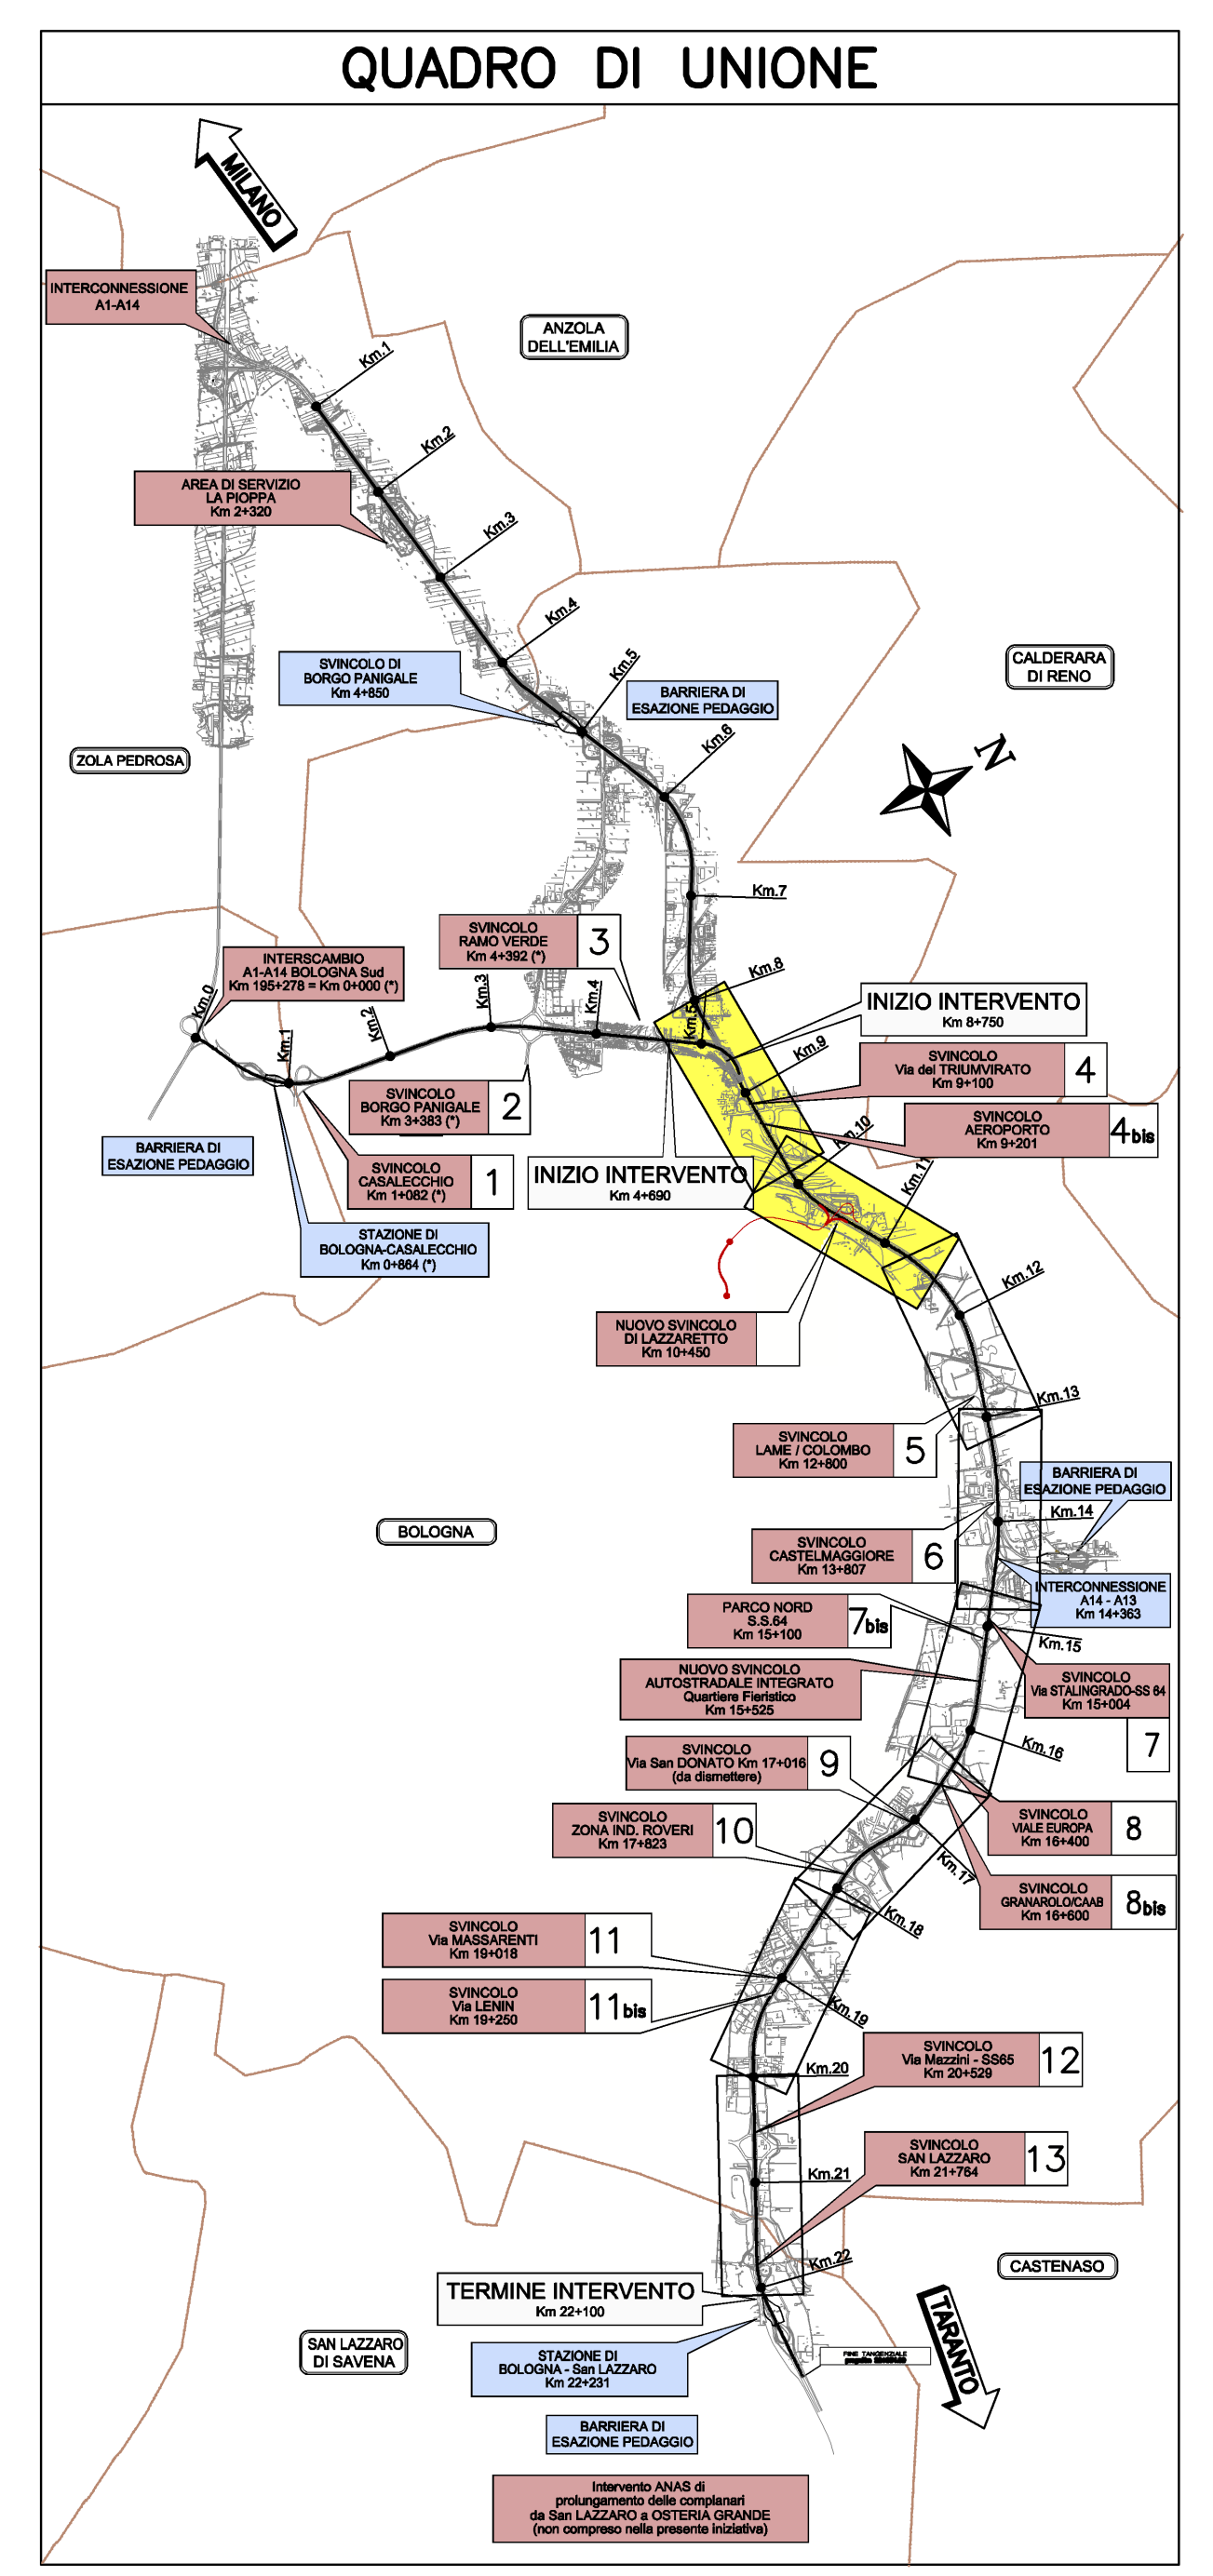 QUADRO DI UNIONE
MILANO
INTERCONNESSIONE
A1-A14
ANZOLA
DELL'EMILIA
Km.1
Km.2
AREA DI SERVIZIO
LA PIOPPA
Km 2+320
Km.3
Km.4
SVINCOLO DI
BORGO PANIGALE
Km 4+850
Km.5
BARRIERA DI
ESAZIONE PEDAGGIO
CALDERARA
DI RENO
Km.6
ZOLA PEDROSA
N
Km.7
SVINCOLO
RAMO VERDE
Km 4+392 (*)
3
INTERSCAMBIO
A1-A14 BOLOGNA Sud
Km 195+278 = Km 0+000 (*)
Km.0
Km.1
Km.2
Km.3
Km.4
Km.5
Km.8
INIZIO INTERVENTO
Km 8+750
Km.9
SVINCOLO
Via del TRIUMVIRATO
Km 9+100
4
SVINCOLO
BORGO PANIGALE
Km 3+383 (*)
2
SVINCOLO
AEROPORTO
Km 9+201
4bis
Km.10
BARRIERA DI
ESAZIONE PEDAGGIO
SVINCOLO
CASALECCHIO
Km 1+082 (*)
1
INIZIO INTERVENTO
Km 4+690
Km.11
STAZIONE DI
BOLOGNA-CASALECCHIO
Km 0+864 (*)
Km.12
NUOVO SVINCOLO
DI LAZZARETTO
Km 10+450
Km.13
SVINCOLO
LAME / COLOMBO
Km 12+800
5
BARRIERA DI
ESAZIONE PEDAGGIO
Km.14
BOLOGNA
SVINCOLO
CASTELMAGGIORE
Km 13+807
6
INTERCONNESSIONE
A14 - A13
Km 14+363
PARCO NORD
S.S.64
Km 15+100
7bis
Km.15
NUOVO SVINCOLO
AUTOSTRADALE INTEGRATO
Quartiere Fieristico
Km 15+525
SVINCOLO
Via STALINGRADO-SS 64
Km 15+004
7
Km.16
SVINCOLO
Via San DONATO Km 17+016
(da dismettere)
9
SVINCOLO
ZONA IND. ROVERI
Km 17+823
10
SVINCOLO
VIALE EUROPA
Km 16+400
8
Km.17
SVINCOLO
GRANAROLO/CAAB
Km 16+600
8bis
Km.18
SVINCOLO
Via MASSARENTI
Km 19+018
11
SVINCOLO
Via LENIN
Km 19+250
11bis
Km.19
SVINCOLO
Via Mazzini - SS65
Km 20+529
12
Km.20
SVINCOLO
SAN LAZZARO
Km 21+764
13
Km.21
Km.22
CASTENASO
TERMINE INTERVENTO
Km 22+100
TARANTO
SAN LAZZARO
DI SAVENA
STAZIONE DI
BOLOGNA - San LAZZARO
Km 22+231
FINE TANGENZIALE
BARRIERA DI
ESAZIONE PEDAGGIO
Intervento ANAS di
prolungamento delle complanari
da San LAZZARO a OSTERIA GRANDE
(non compreso nella presente iniziativa)